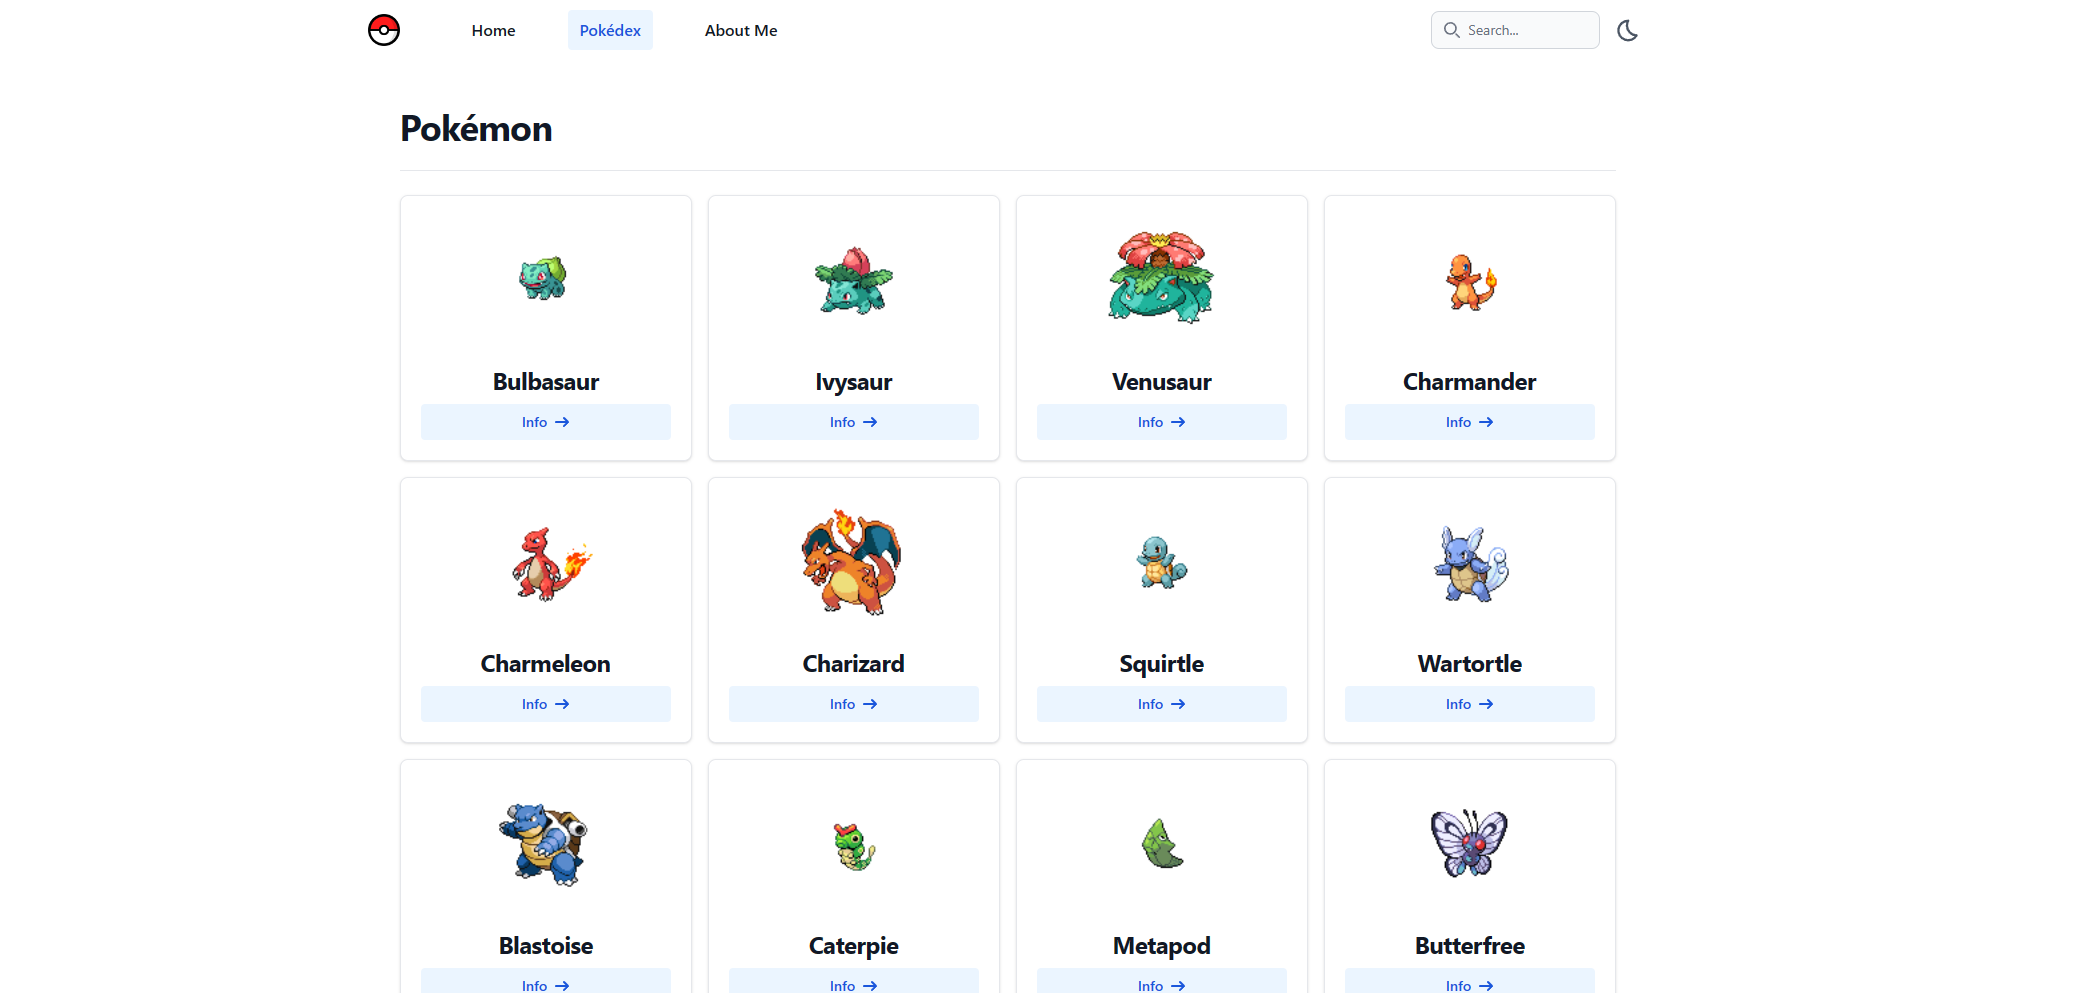 Home Pokédex About Me Search...
Pokémon
Bulbasaur Ivysaur Venusaur Charmander
Info → Info → Info → Info →
Charmeleon Charizard Squirtle Wartortle
Info → Info → Info → Info →
Blastoise Caterpie Metapod Butterfree
Info → Info → Info → Info →